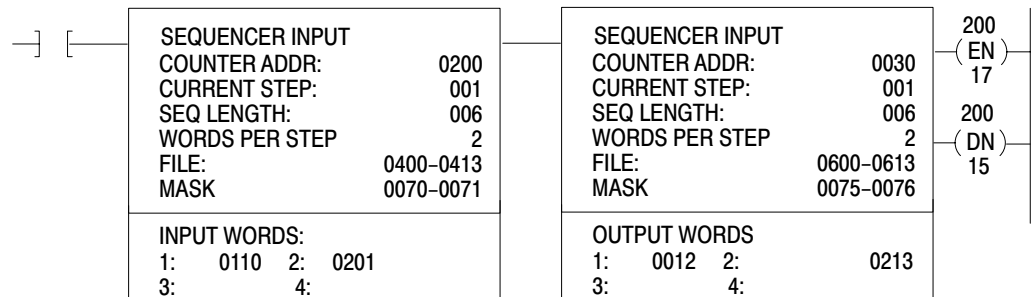 SEQUENCER INPUT
COUNTER ADDR: 0200
CURRENT STEP: 001
SEQ LENGTH: 006
WORDS PER STEP 2
FILE: 0400–0413
MASK 0070–0071
INPUT WORDS:
1: 0110 2: 0201
3: 4:
SEQUENCER INPUT
COUNTER ADDR: 0030
CURRENT STEP: 001
SEQ LENGTH: 006
WORDS PER STEP 2
FILE: 0600–0613
MASK 0075–0076
OUTPUT WORDS
1: 0012 2: 0213
3: 4:
200
EN
17
200
DN
15